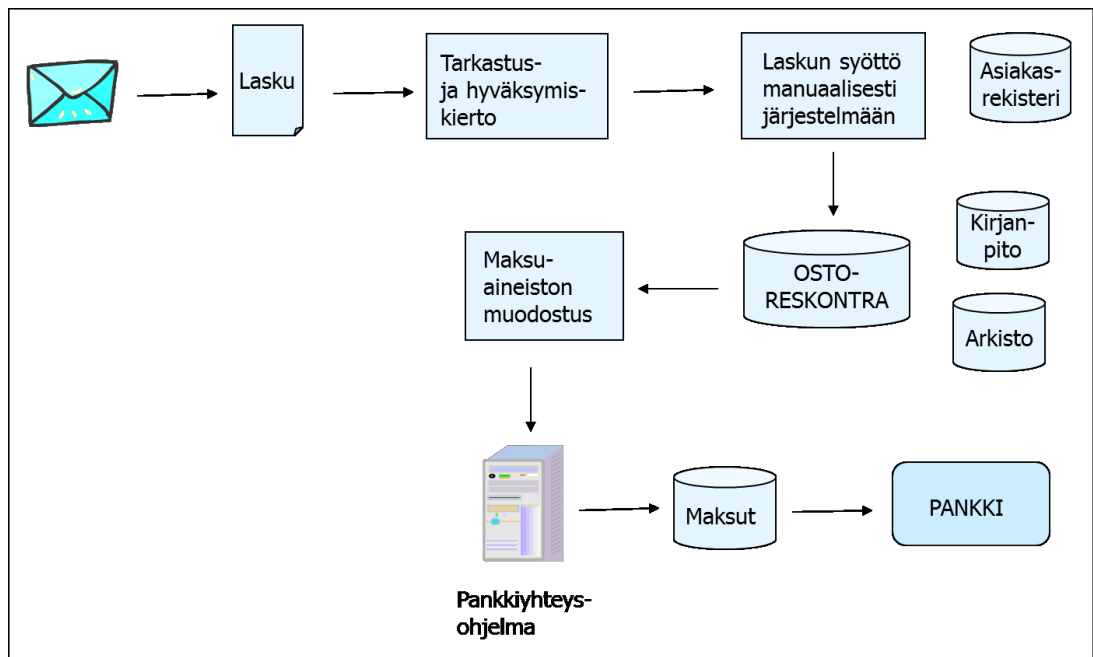 Lasku
Tarkastus-
ja hyväksymis-
kierto
Laskun syöttö
manuaalisesti
järjestelmään
Asiakas-
rekisteri
Kirjan-
pito
Maksu-
aineiston
muodostus
OSTO-
RESKONTRA
Arkisto
Maksut
PANKKI
Pankkiyhteys-
ohjelma